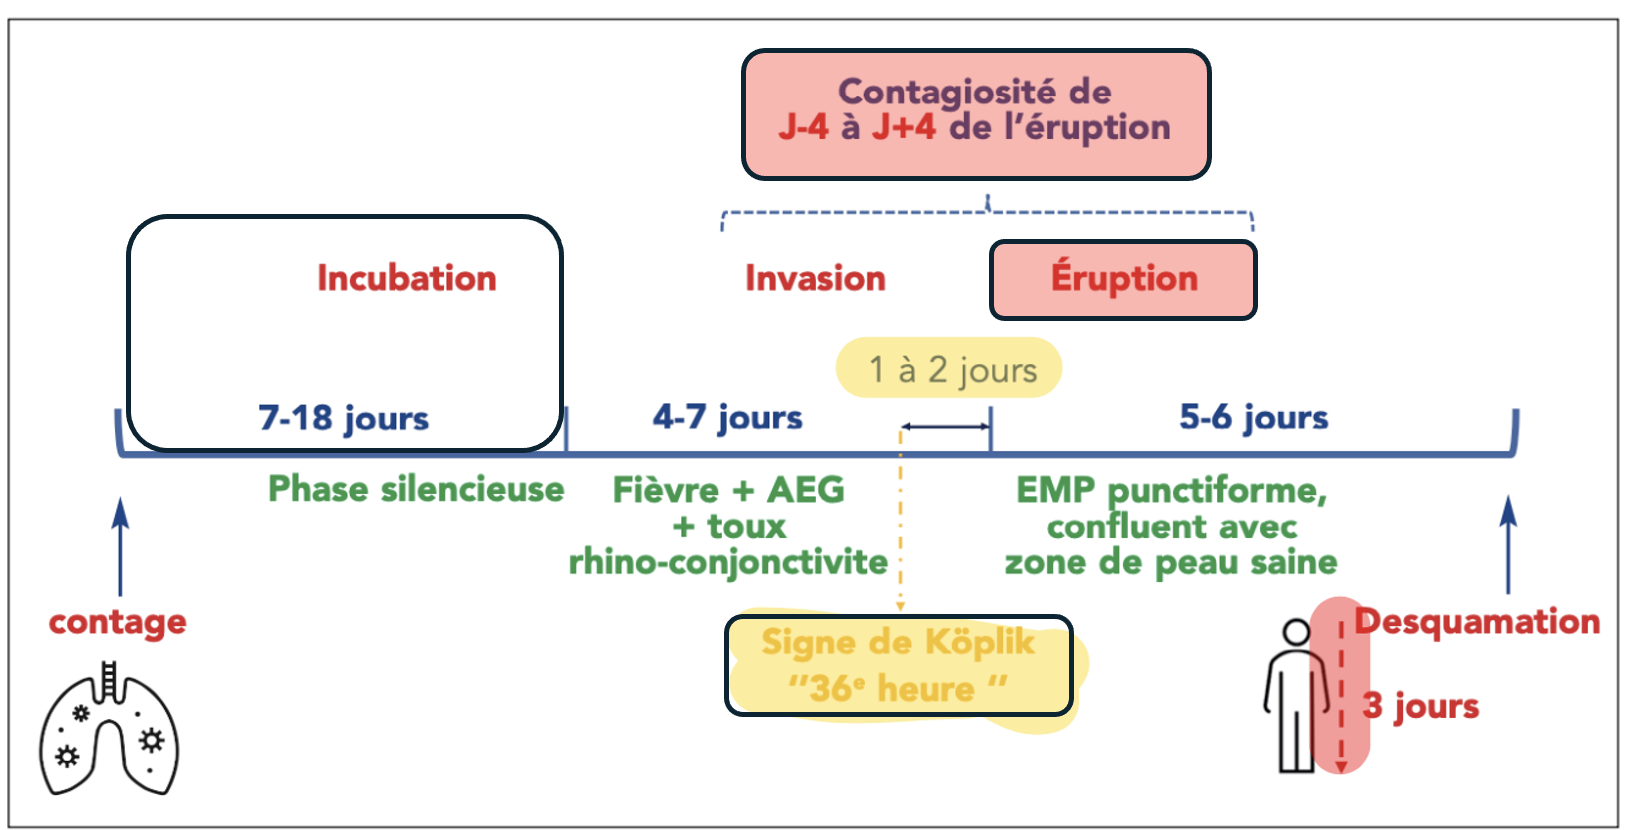 Contagiosité de
J-4 à J+4 de l’éruption
Incubation
Invasion
Éruption
1 à 2 jours
7-18 jours
4-7 jours
5-6 jours
Phase silencieuse
Fièvre + AEG
+ toux
rhino-conjonctivite
EMP punctiforme,
confluent avec
zone de peau saine
contage
Signe de Köplik
‘’36e heure ‘’
Desquamation
3 jours